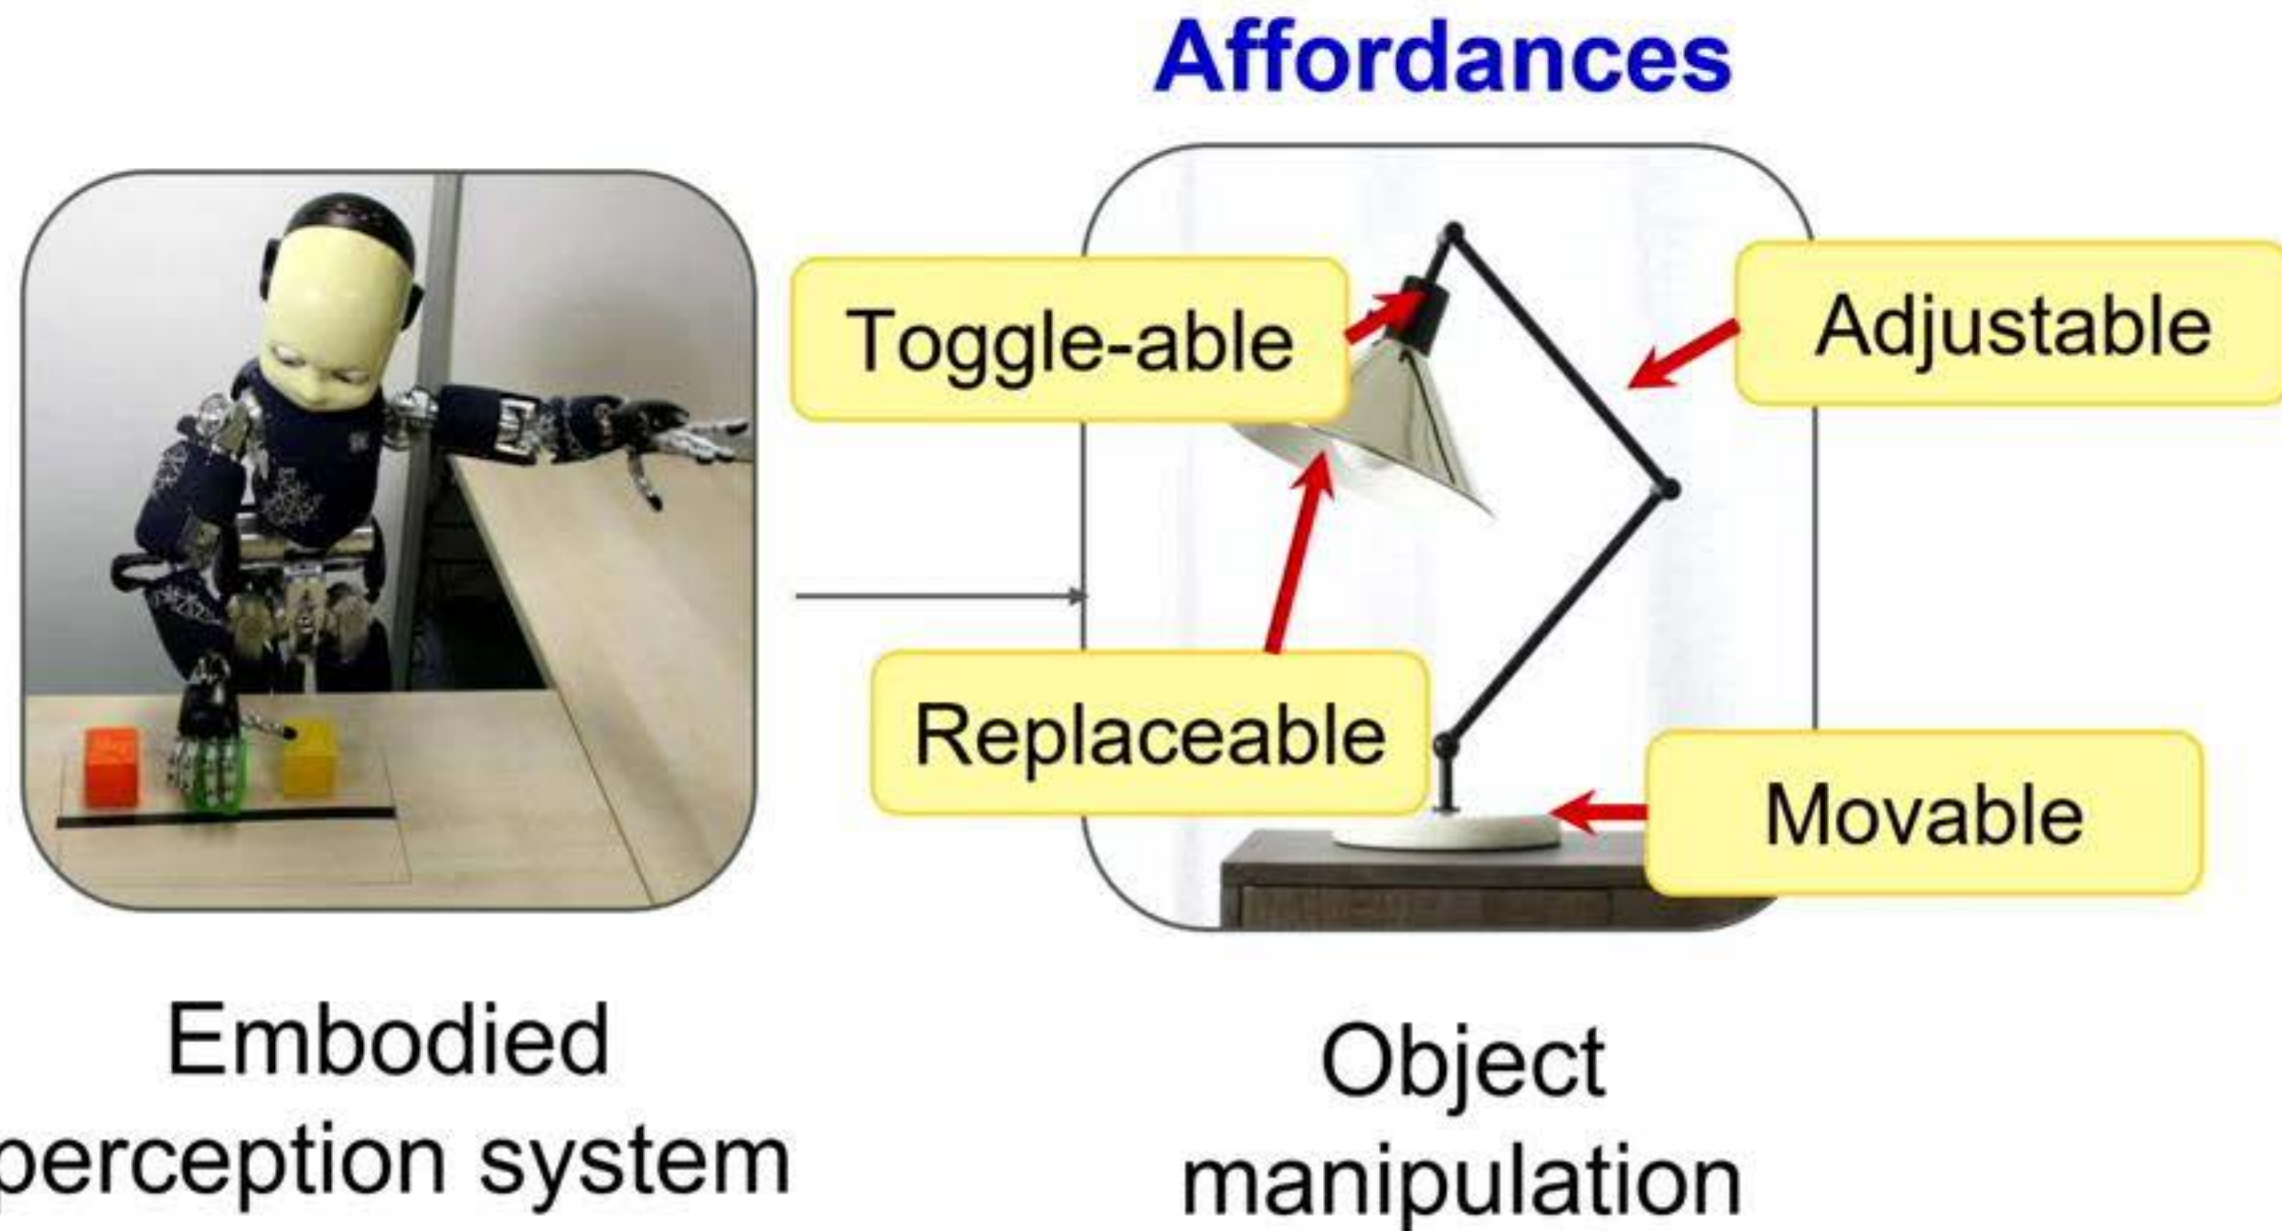 Affordances
Toggle-able
Adjustable
Replaceable
Movable
Embodied
perception system
Object
manipulation